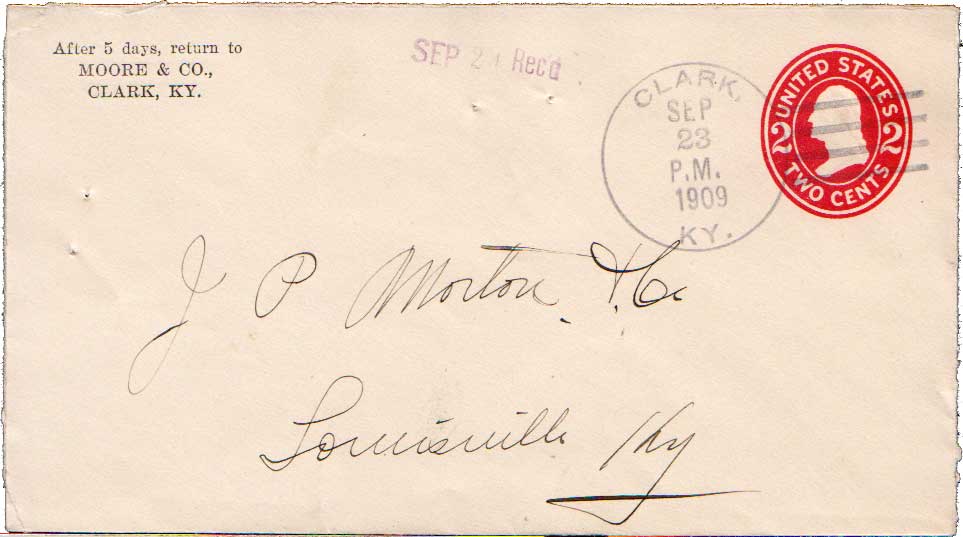 After 5 days, return to
MOORE & CO.,
CLARK, KY.
SEP 24 Rec'd
CLARK,
SEP
23
P.M.
1909
KY.
UNITED STATES
2 2
TWO CENTS
J P Morton & Co
Louisville Ky